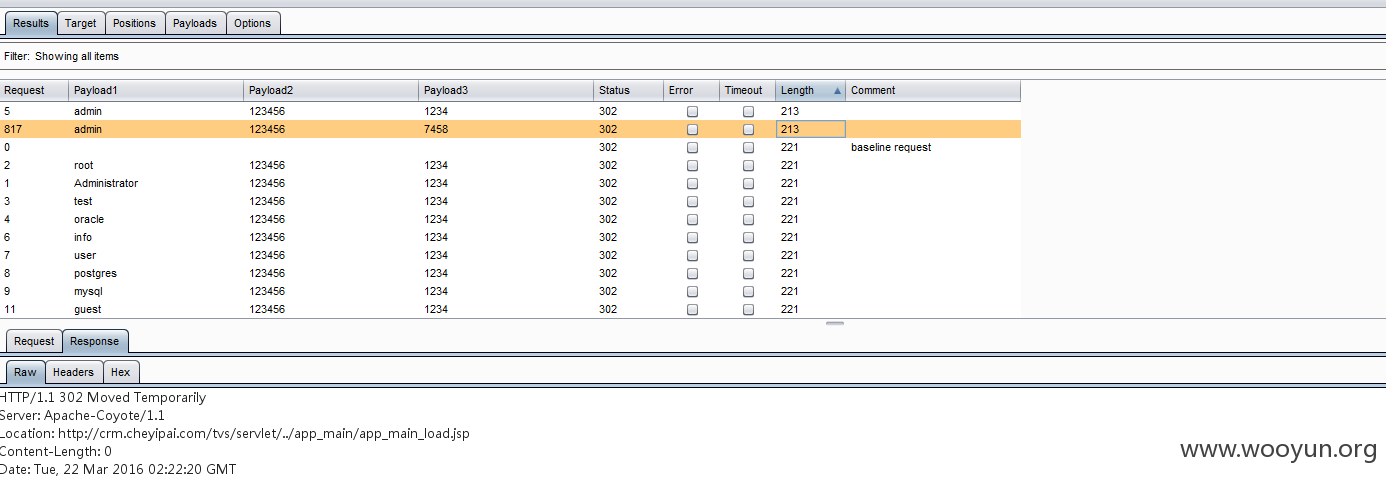 Results Target Positions Payloads Options
Filter: Showing all items
Request Payload1 Payload2 Payload3 Status Error Timeout Length Comment
5 admin 123456 1234 302 213
817 admin 123456 7458 302 213
0 302 221 baseline request
2 root 123456 1234 302 221
1 Administrator 123456 1234 302 221
3 test 123456 1234 302 221
4 oracle 123456 1234 302 221
6 info 123456 1234 302 221
7 user 123456 1234 302 221
8 postgres 123456 1234 302 221
9 mysql 123456 1234 302 221
11 guest 123456 1234 302 221
Request Response
Raw Headers Hex
HTTP/1.1 302 Moved Temporarily
Server: Apache-Coyote/1.1
Location: http://crm.cheyipai.com/tvs/servlet/../app_main/app_main_load.jsp
Content-Length: 0
Date: Tue, 22 Mar 2016 02:22:20 GMT
www.wooyun.org